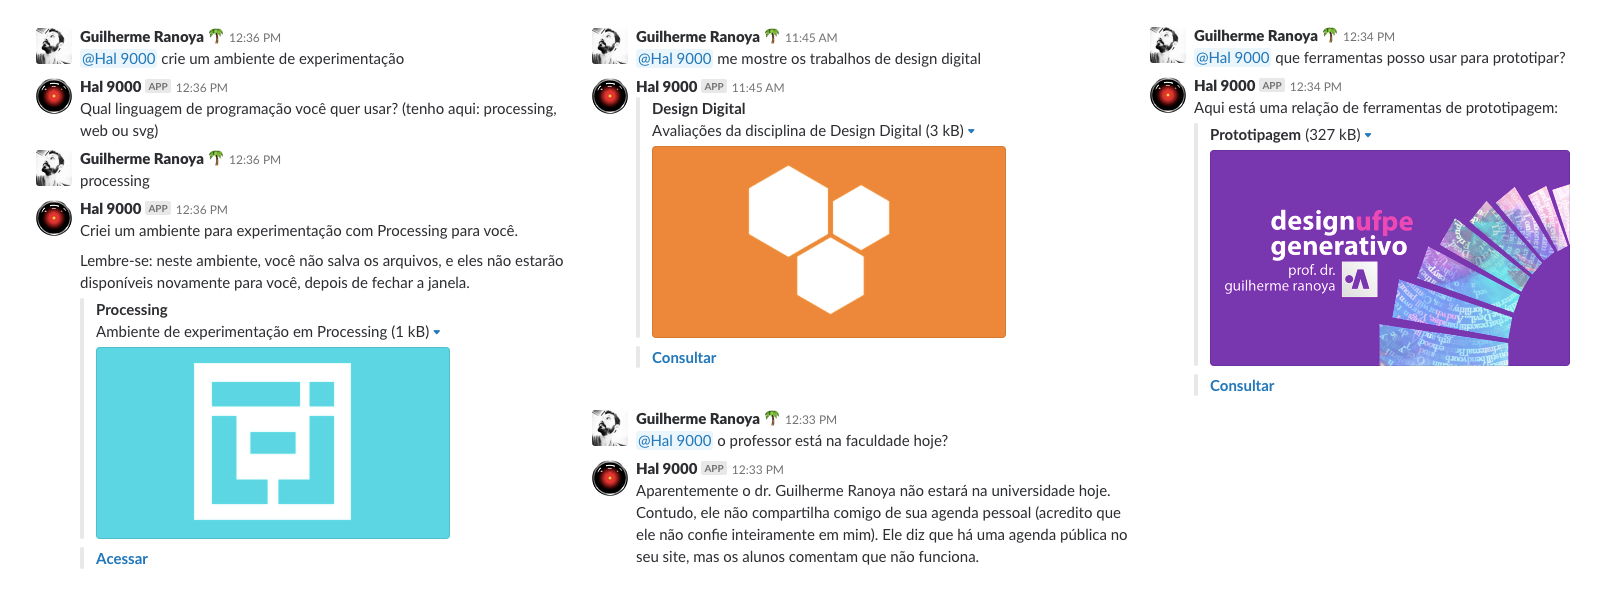 Guilherme Ranoya 🌴 12:36 PM
@Hal 9000 crie um ambiente de experimentação
Hal 9000 APP 12:36 PM
Qual linguagem de programação você quer usar? (tenho aqui: processing,
web ou svg)
Guilherme Ranoya 🌴 12:36 PM
processing
Hal 9000 APP 12:36 PM
Criei um ambiente para experimentação com Processing para você.
Lembre-se: neste ambiente, você não salva os arquivos, e eles não estarão
disponíveis novamente para você, depois de fechar a janela.
Processing
Ambiente de experimentação em Processing (1 kB)
Acessar
Guilherme Ranoya 🌴 11:45 AM
@Hal 9000 me mostre os trabalhos de design digital
Hal 9000 APP 11:45 AM
Design Digital
Avaliações da disciplina de Design Digital (3 kB)
Consultar
Guilherme Ranoya 🌴 12:33 PM
@Hal 9000 o professor está na faculdade hoje?
Hal 9000 APP 12:33 PM
Aparentemente o dr. Guilherme Ranoya não estará na universidade hoje.
Contudo, ele não compartilha comigo de sua agenda pessoal (acredito que
ele não confie inteiramente em mim). Ele diz que há uma agenda pública no
seu site, mas os alunos comentam que não funciona.
Guilherme Ranoya 🌴 12:34 PM
@Hal 9000 que ferramentas posso usar para prototipar?
Hal 9000 APP 12:34 PM
Aqui está uma relação de ferramentas de prototipagem:
Prototipagem (327 kB)
designufpe
generativo
prof. dr.
guilherme ranoya
Consultar